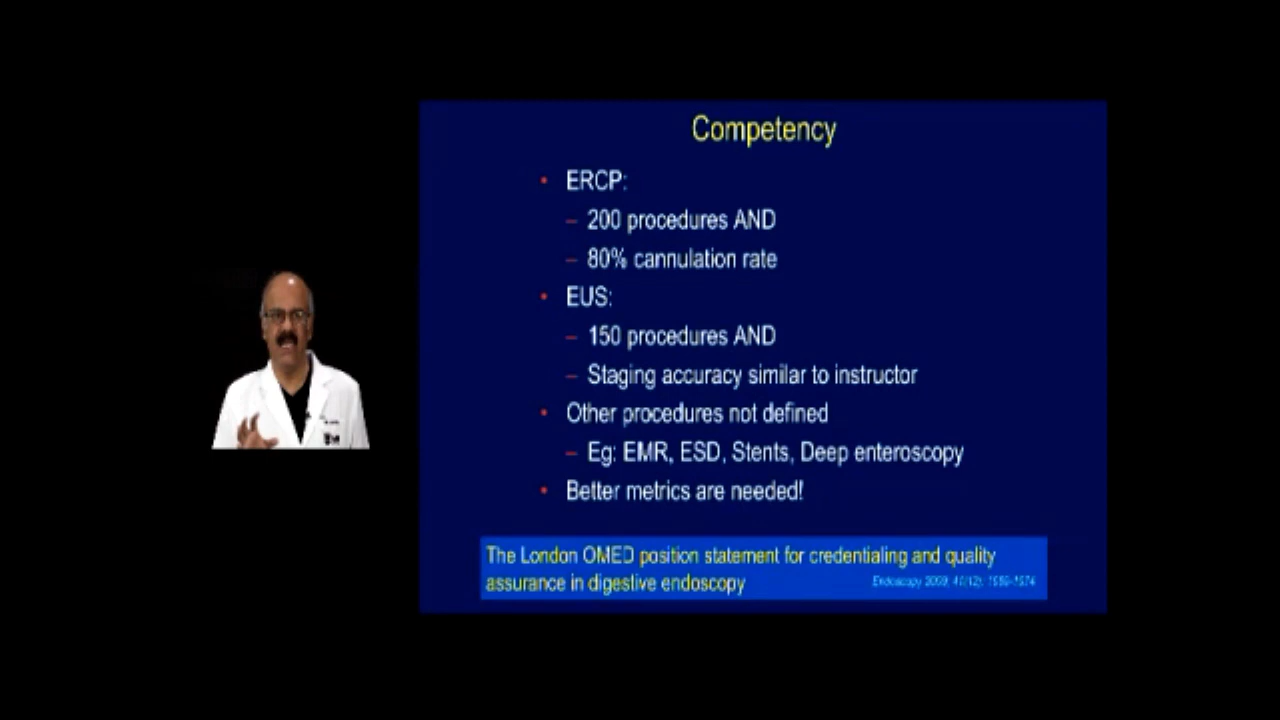 Competency
• ERCP:
– 200 procedures AND
– 80% cannulation rate
• EUS:
– 150 procedures AND
– Staging accuracy similar to instructor
• Other procedures not defined
– Eg: EMR, ESD, Stents, Deep enteroscopy
• Better metrics are needed!
The London OMED position statement for credentialing and quality
assurance in digestive endoscopy
Endoscopy 2009;